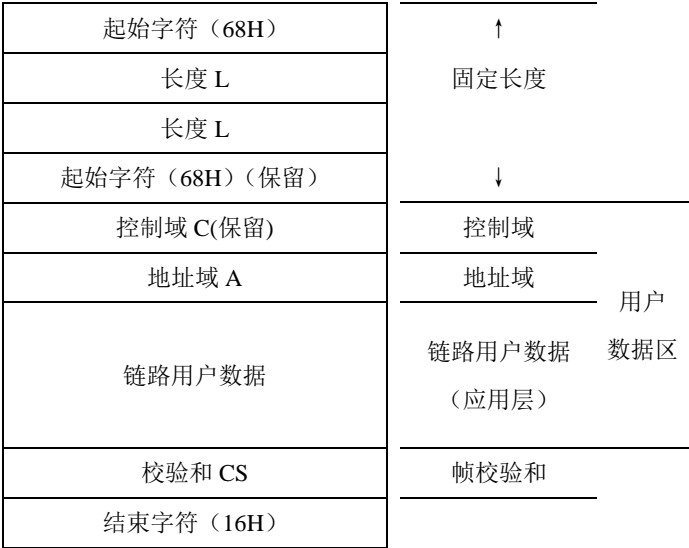 起始字符（68H）
↑
长度 L
固定长度
长度 L
起始字符（68H）（保留）
↓
控制域 C(保留)
控制域
地址域 A
地址域
用户
数据区
链路用户数据
链路用户数据
（应用层）
校验和 CS
帧校验和
结束字符（16H）